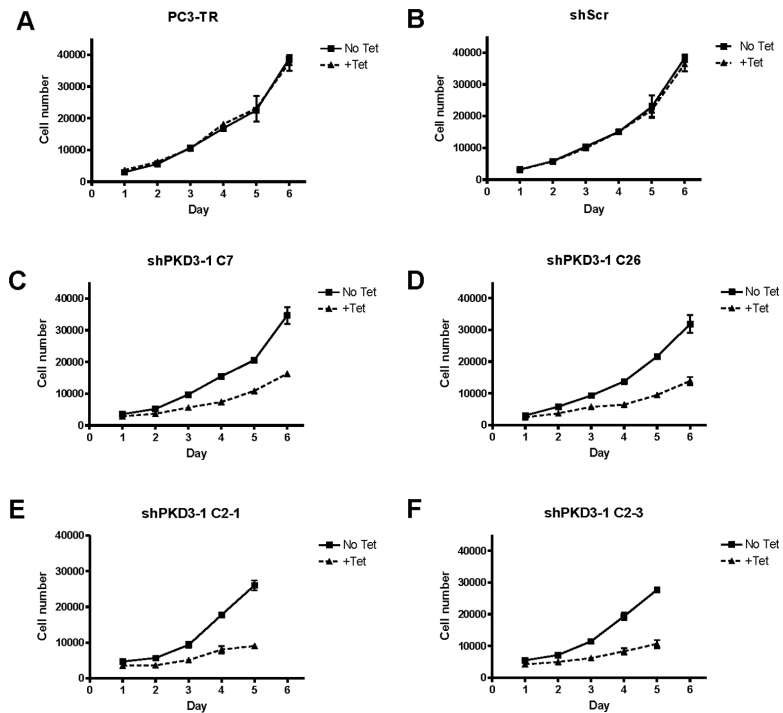 A
PC3-TR
Cell number
40000
30000
20000
10000
0
0 1 2 3 4 5 6
Day
No Tet
+Tet
B
shScr
Cell number
40000
30000
20000
10000
0
0 1 2 3 4 5 6
Day
No Tet
+Tet
C
shPKD3-1 C7
Cell number
40000
30000
20000
10000
0
0 1 2 3 4 5 6
Day
No Tet
+Tet
D
shPKD3-1 C26
Cell number
40000
30000
20000
10000
0
0 1 2 3 4 5 6
Day
No Tet
+Tet
E
shPKD3-1 C2-1
Cell number
40000
30000
20000
10000
0
0 1 2 3 4 5 6
Day
No Tet
+Tet
F
shPKD3-1 C2-3
Cell number
40000
30000
20000
10000
0
0 1 2 3 4 5 6
Day
No Tet
+Tet